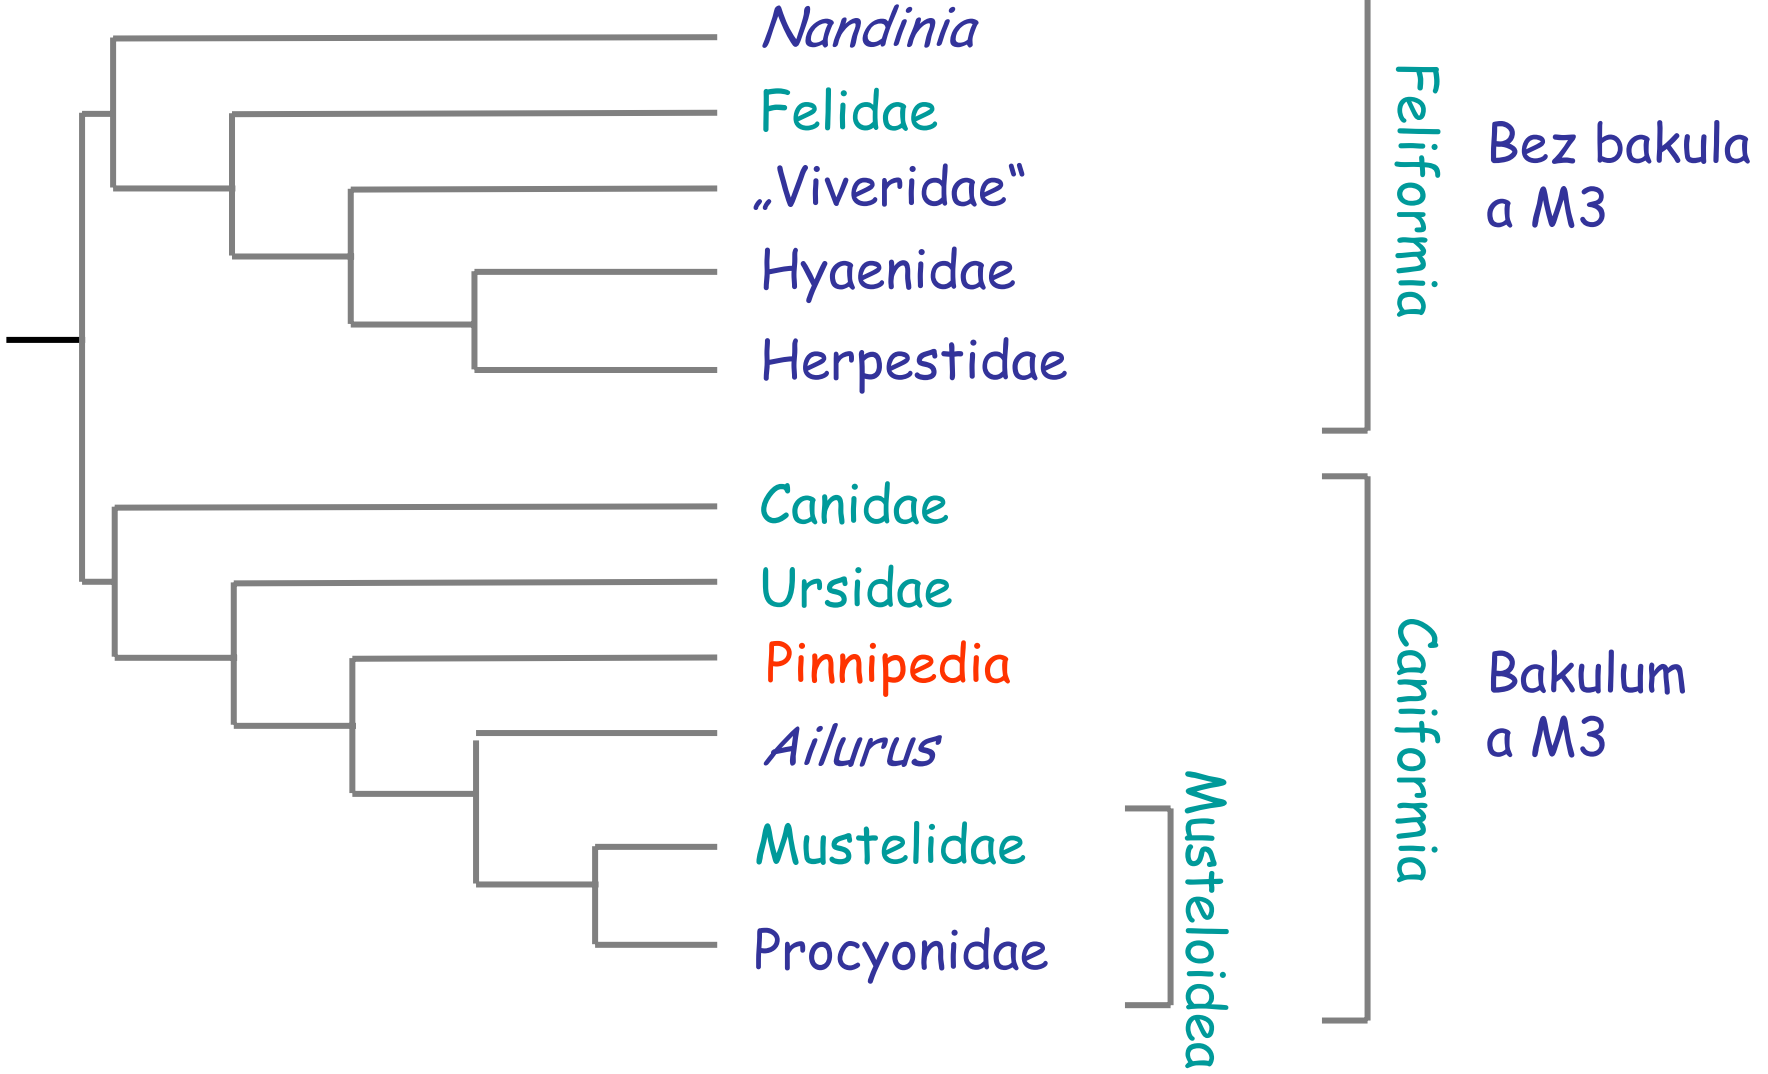 Nandinia
Felidae
„Viveridae“
Hyaenidae
Herpestidae
Feliformia
Bez bakula
a M3
Canidae
Ursidae
Pinnipedia
Ailurus
Mustelidae
Procyonidae
Musteloidea
Caniformia
Bakulum
a M3